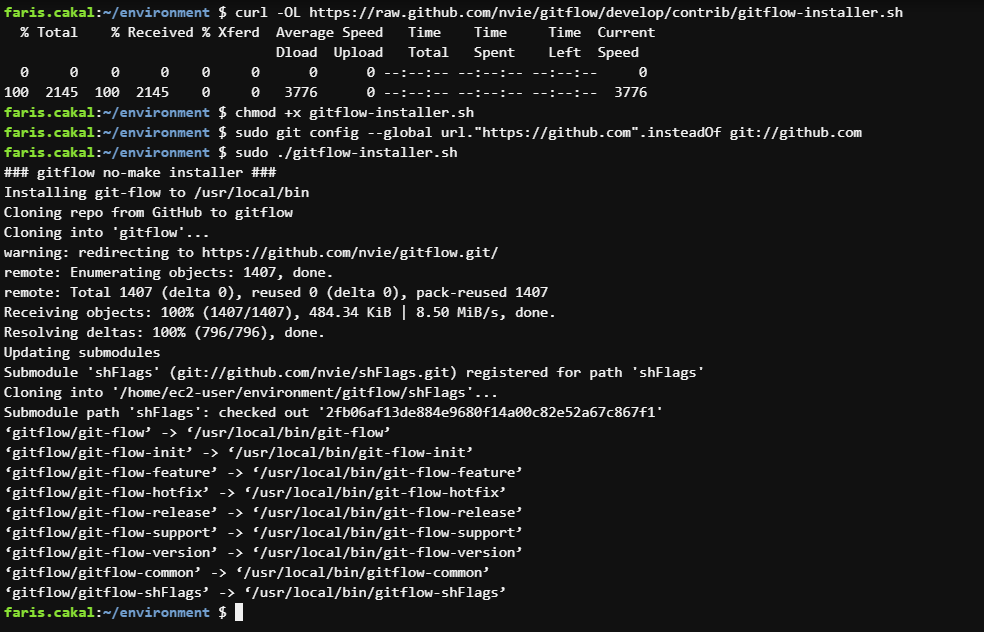 faris.cakal:~/environment $ curl -OL https://raw.github.com/nvie/gitflow/develop/contrib/gitflow-installer.sh
  % Total    % Received % Xferd  Average Speed   Time    Time     Time  Current
                                 Dload  Upload   Total   Spent    Left  Speed
  0     0    0     0    0     0      0      0 --:--:-- --:--:-- --:--:--     0
100  2145  100  2145    0     0   3776      0 --:--:-- --:--:-- --:--:--  3776
faris.cakal:~/environment $ chmod +x gitflow-installer.sh
faris.cakal:~/environment $ sudo git config --global url."https://github.com".insteadOf git://github.com
faris.cakal:~/environment $ sudo ./gitflow-installer.sh
### gitflow no-make installer ###
Installing git-flow to /usr/local/bin
Cloning repo from GitHub to gitflow
Cloning into 'gitflow'...
warning: redirecting to https://github.com/nvie/gitflow.git/
remote: Enumerating objects: 1407, done.
remote: Total 1407 (delta 0), reused 0 (delta 0), pack-reused 1407
Receiving objects: 100% (1407/1407), 484.34 KiB | 8.50 MiB/s, done.
Resolving deltas: 100% (796/796), done.
Updating submodules
Submodule 'shFlags' (git://github.com/nvie/shFlags.git) registered for path 'shFlags'
Cloning into '/home/ec2-user/environment/gitflow/shFlags'...
Submodule path 'shFlags': checked out '2fb06af13de884e9680f14a00c82e52a67c867f1'
‘gitflow/git-flow’ -> ‘/usr/local/bin/git-flow’
‘gitflow/git-flow-init’ -> ‘/usr/local/bin/git-flow-init’
‘gitflow/git-flow-feature’ -> ‘/usr/local/bin/git-flow-feature’
‘gitflow/git-flow-hotfix’ -> ‘/usr/local/bin/git-flow-hotfix’
‘gitflow/git-flow-release’ -> ‘/usr/local/bin/git-flow-release’
‘gitflow/git-flow-support’ -> ‘/usr/local/bin/git-flow-support’
‘gitflow/git-flow-version’ -> ‘/usr/local/bin/git-flow-version’
‘gitflow/gitflow-common’ -> ‘/usr/local/bin/gitflow-common’
‘gitflow/gitflow-shFlags’ -> ‘/usr/local/bin/gitflow-shFlags’
faris.cakal:~/environment $